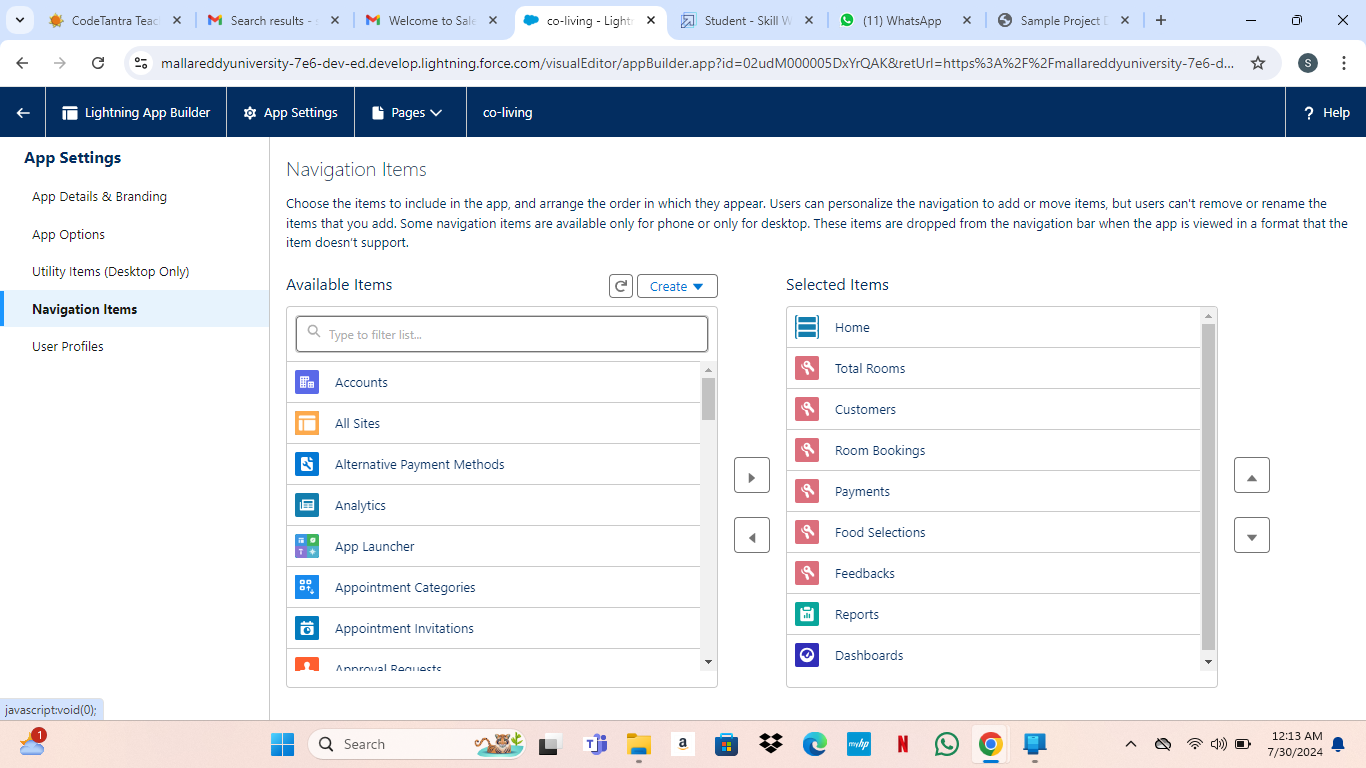 CodeTantra Teac
Search results - s
Welcome to Sale
co-living - Lightn
Student - Skill W
(11) WhatsApp
Sample Project D
mallareddyuniversity-7e6-dev-ed.develop.lightning.force.com/visualEditor/appBuilder.app?id=02udM000005DxYrQAK&retUrl=https%3A%2F%2Fmallareddyuniversity-7e6-d...
S
Lightning App Builder
App Settings
Pages
co-living
? Help
App Settings
App Details & Branding
App Options
Utility Items (Desktop Only)
Navigation Items
User Profiles
Navigation Items
Choose the items to include in the app, and arrange the order in which they appear. Users can personalize the navigation to add or move items, but users can't remove or rename the
items that you add. Some navigation items are available only for phone or only for desktop. These items are dropped from the navigation bar when the app is viewed in a format that the
item doesn't support.
Available Items
Create
Type to filter list...
Accounts
All Sites
Alternative Payment Methods
Analytics
App Launcher
Appointment Categories
Appointment Invitations
Approval Requests
Selected Items
Home
Total Rooms
Customers
Room Bookings
Payments
Food Selections
Feedbacks
Reports
Dashboards
javascript:void(0);
1
Search
a
myhp
N
12:13 AM
7/30/2024